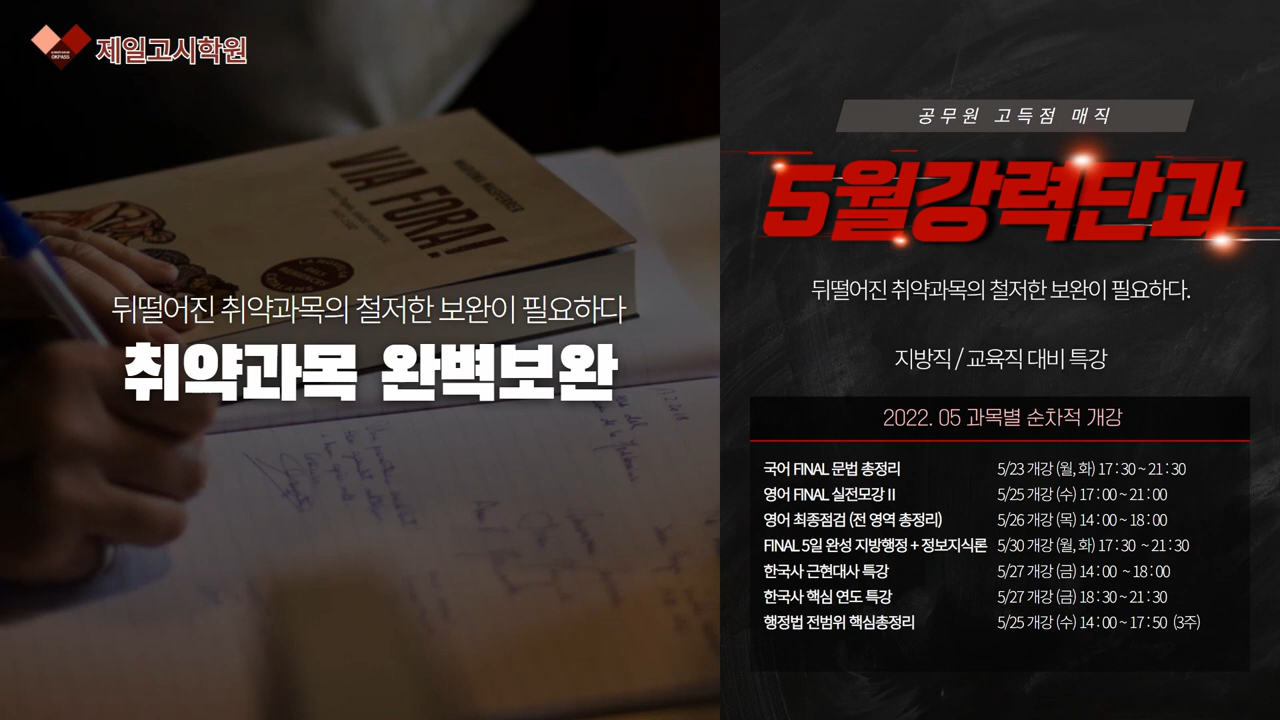 제일고시학원
OKPASS
VIA FORA!
뒤떨어진 취약과목의 철저한 보완이 필요하다
취약과목 완벽보완
공무원 고득점 매직
5월강력단과
뒤떨어진 취약과목의 철저한 보완이 필요하다.
지방직 / 교육직 대비 특강
2022. 05 과목별 순차적 개강
국어 FINAL 문법 총정리 5/23 개강 (월, 화) 17 : 30 ~ 21 : 30
영어 FINAL 실전모강 II 5/25 개강 (수) 17 : 00 ~ 21 : 00
영어 최종점검 (전 영역 총정리) 5/26 개강 (목) 14 : 00 ~ 18 : 00
FINAL 5일 완성 지방행정 + 정보지식론 5/30 개강 (월, 화) 17 : 30 ~ 21 : 30
한국사 근현대사 특강 5/27 개강 (금) 14 : 00 ~ 18 : 00
한국사 핵심 연도 특강 5/27 개강 (금) 18 : 30 ~ 21 : 30
행정법 전범위 핵심총정리 5/25 개강 (수) 14 : 00 ~ 17 : 50 (3주)